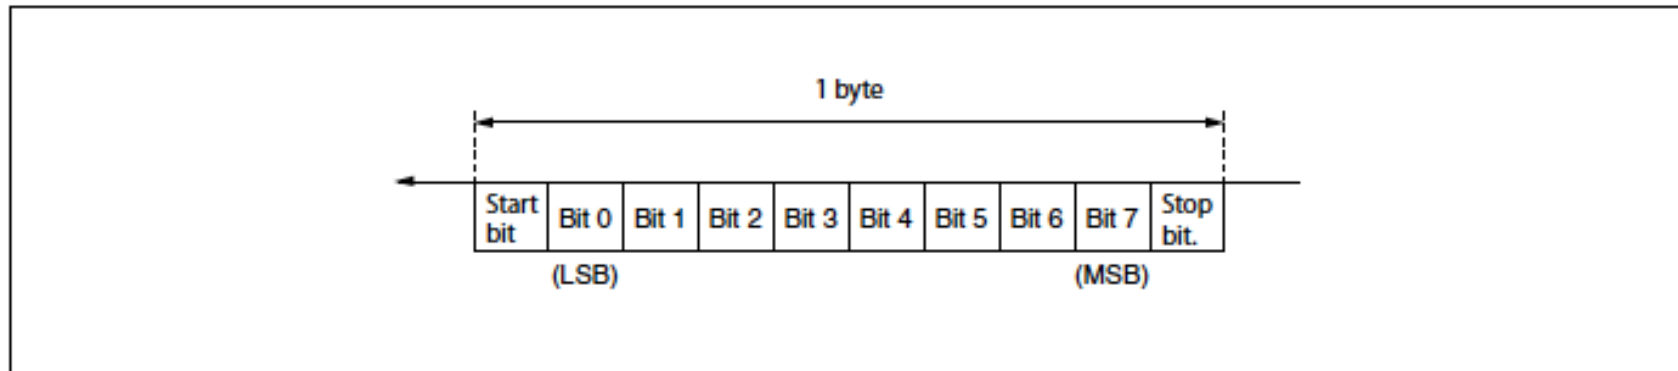 1 byte
Start bit Bit 0 Bit 1 Bit 2 Bit 3 Bit 4 Bit 5 Bit 6 Bit 7 Stop bit.
(LSB) (MSB)